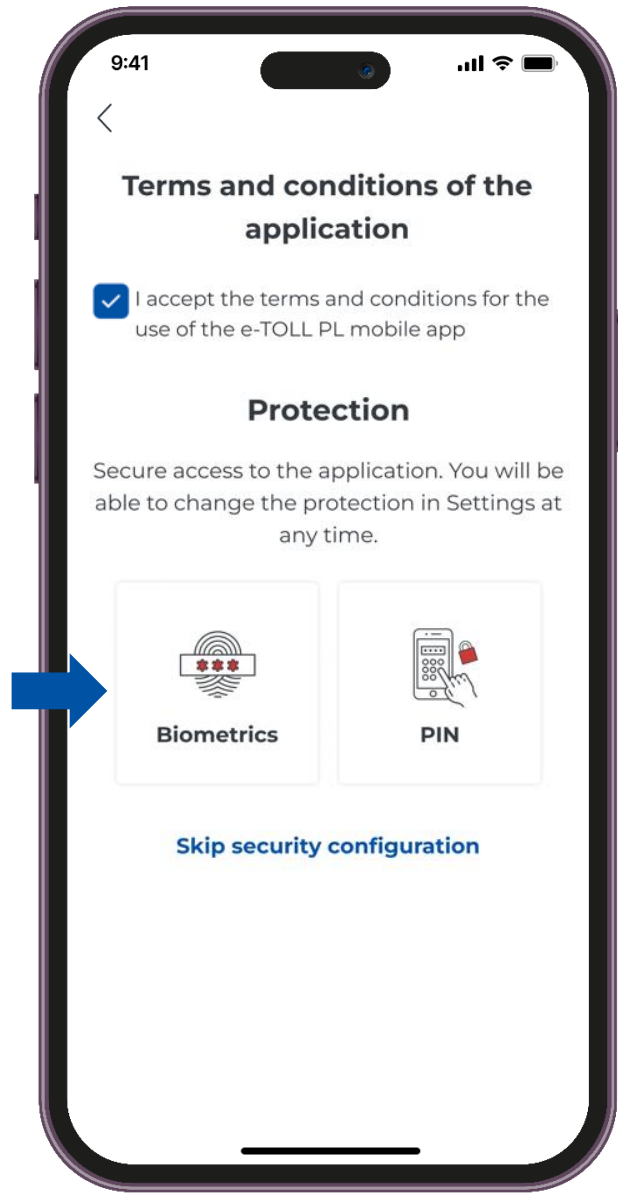 9:41
Terms and conditions of the
application
I accept the terms and conditions for the
use of the e-TOLL PL mobile app
Protection
Secure access to the application. You will be
able to change the protection in Settings at
any time.
Biometrics
PIN
Skip security configuration